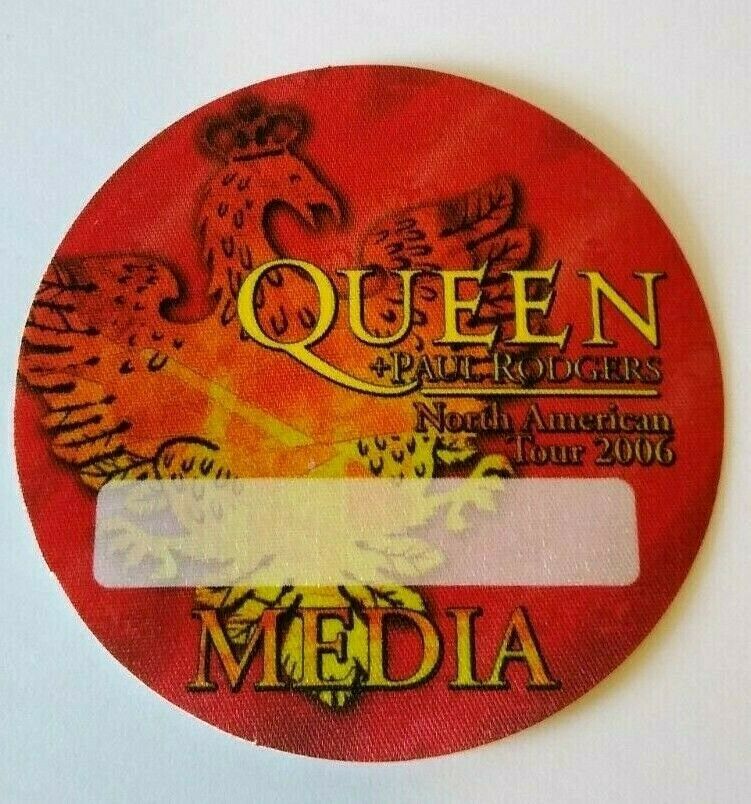 QUEEN
+PAUL RODGERS
North American
Tour 2006
MEDIA